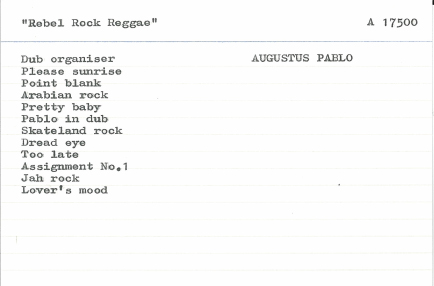 "Rebel Rock Reggae" A 17500
Dub organiser AUGUSTUS PABLO
Please sunrise
Point blank
Arabian rock
Pretty baby
Pablo in dub
Skateland rock
Dread eye
Too late
Assignment No.1
Jah rock
Lover's mood